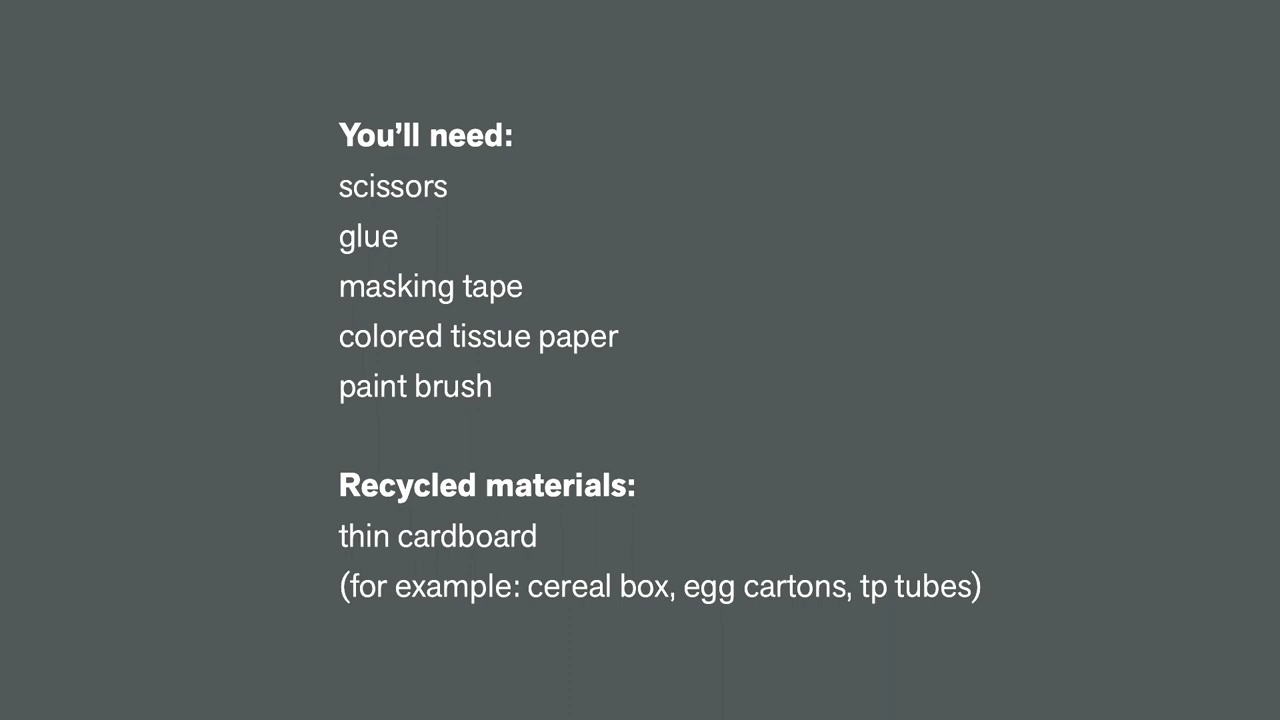 You’ll need:
scissors
glue
masking tape
colored tissue paper
paint brush
Recycled materials:
thin cardboard
(for example: cereal box, egg cartons, tp tubes)